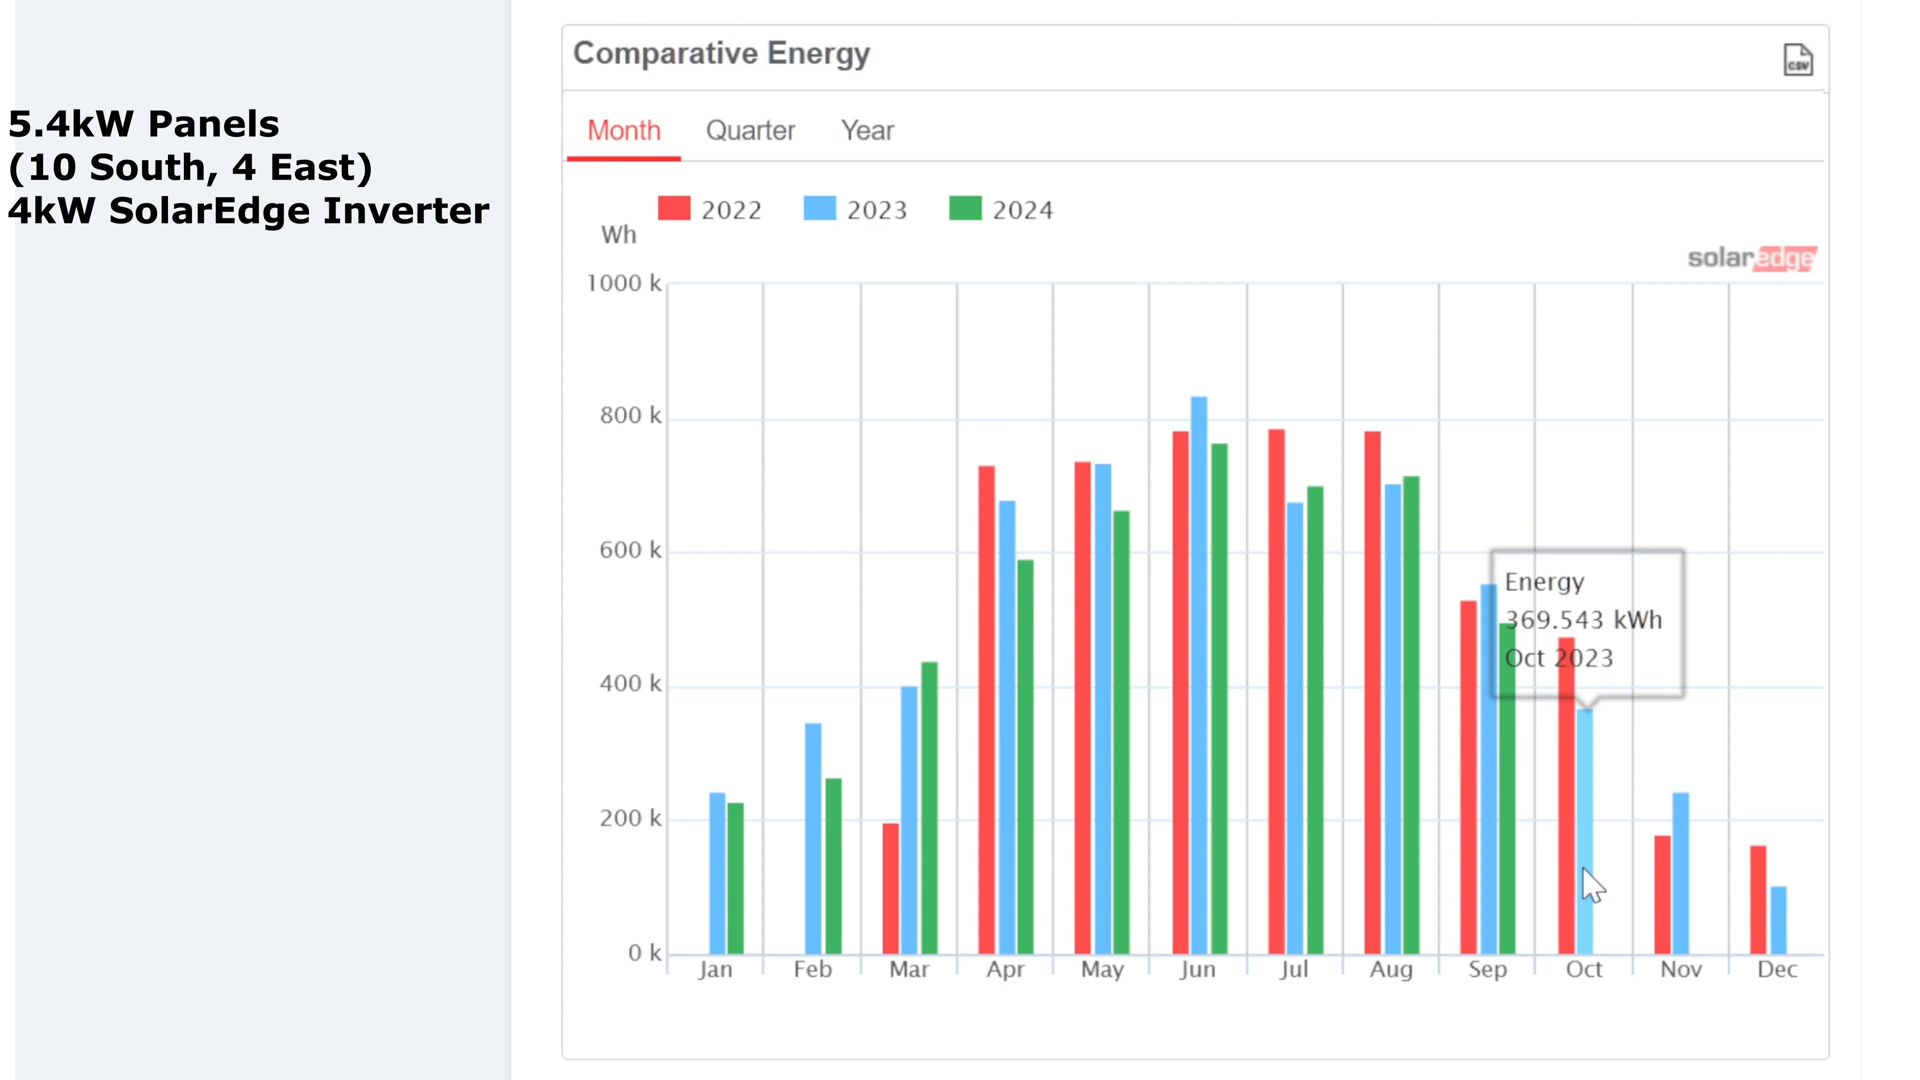 5.4kW Panels
(10 South, 4 East)
4kW SolarEdge Inverter
Comparative Energy
CSV
Month Quarter Year
2022 2023 2024
Wh
solaredge
1000 k
800 k
600 k
400 k
200 k
0 k
Energy
369.543 kWh
Oct 2023
Jan Feb Mar Apr May Jun Jul Aug Sep Oct Nov Dec